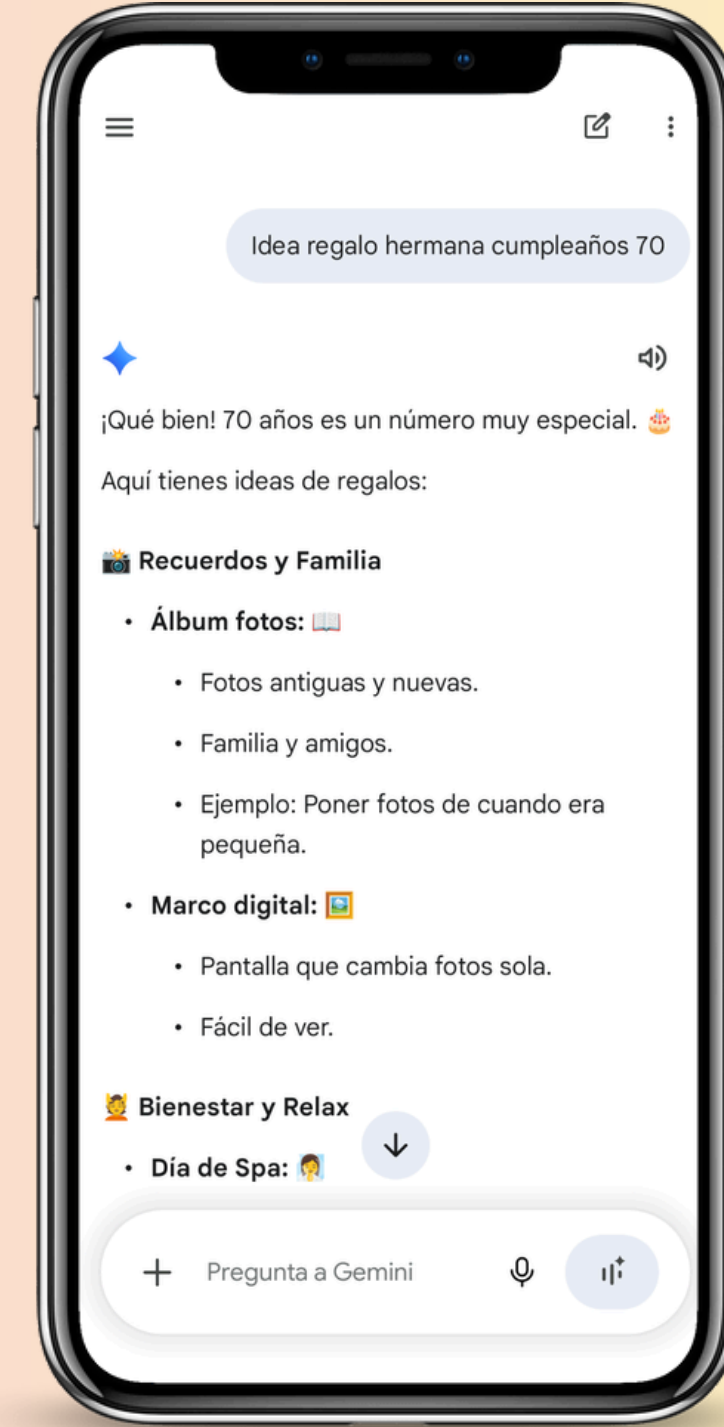 Idea regalo hermana cumpleaños 70
¡Qué bien! 70 años es un número muy especial. 🎂
Aquí tienes ideas de regalos:
📸 Recuerdos y Familia
• Álbum fotos: 📖
• Fotos antiguas y nuevas.
• Familia y amigos.
• Ejemplo: Poner fotos de cuando era
pequeña.
• Marco digital: 🖼️
• Pantalla que cambia fotos sola.
• Fácil de ver.
💆 Bienestar y Relax
• Día de Spa: 🧖‍♀️
Pregunta a Gemini